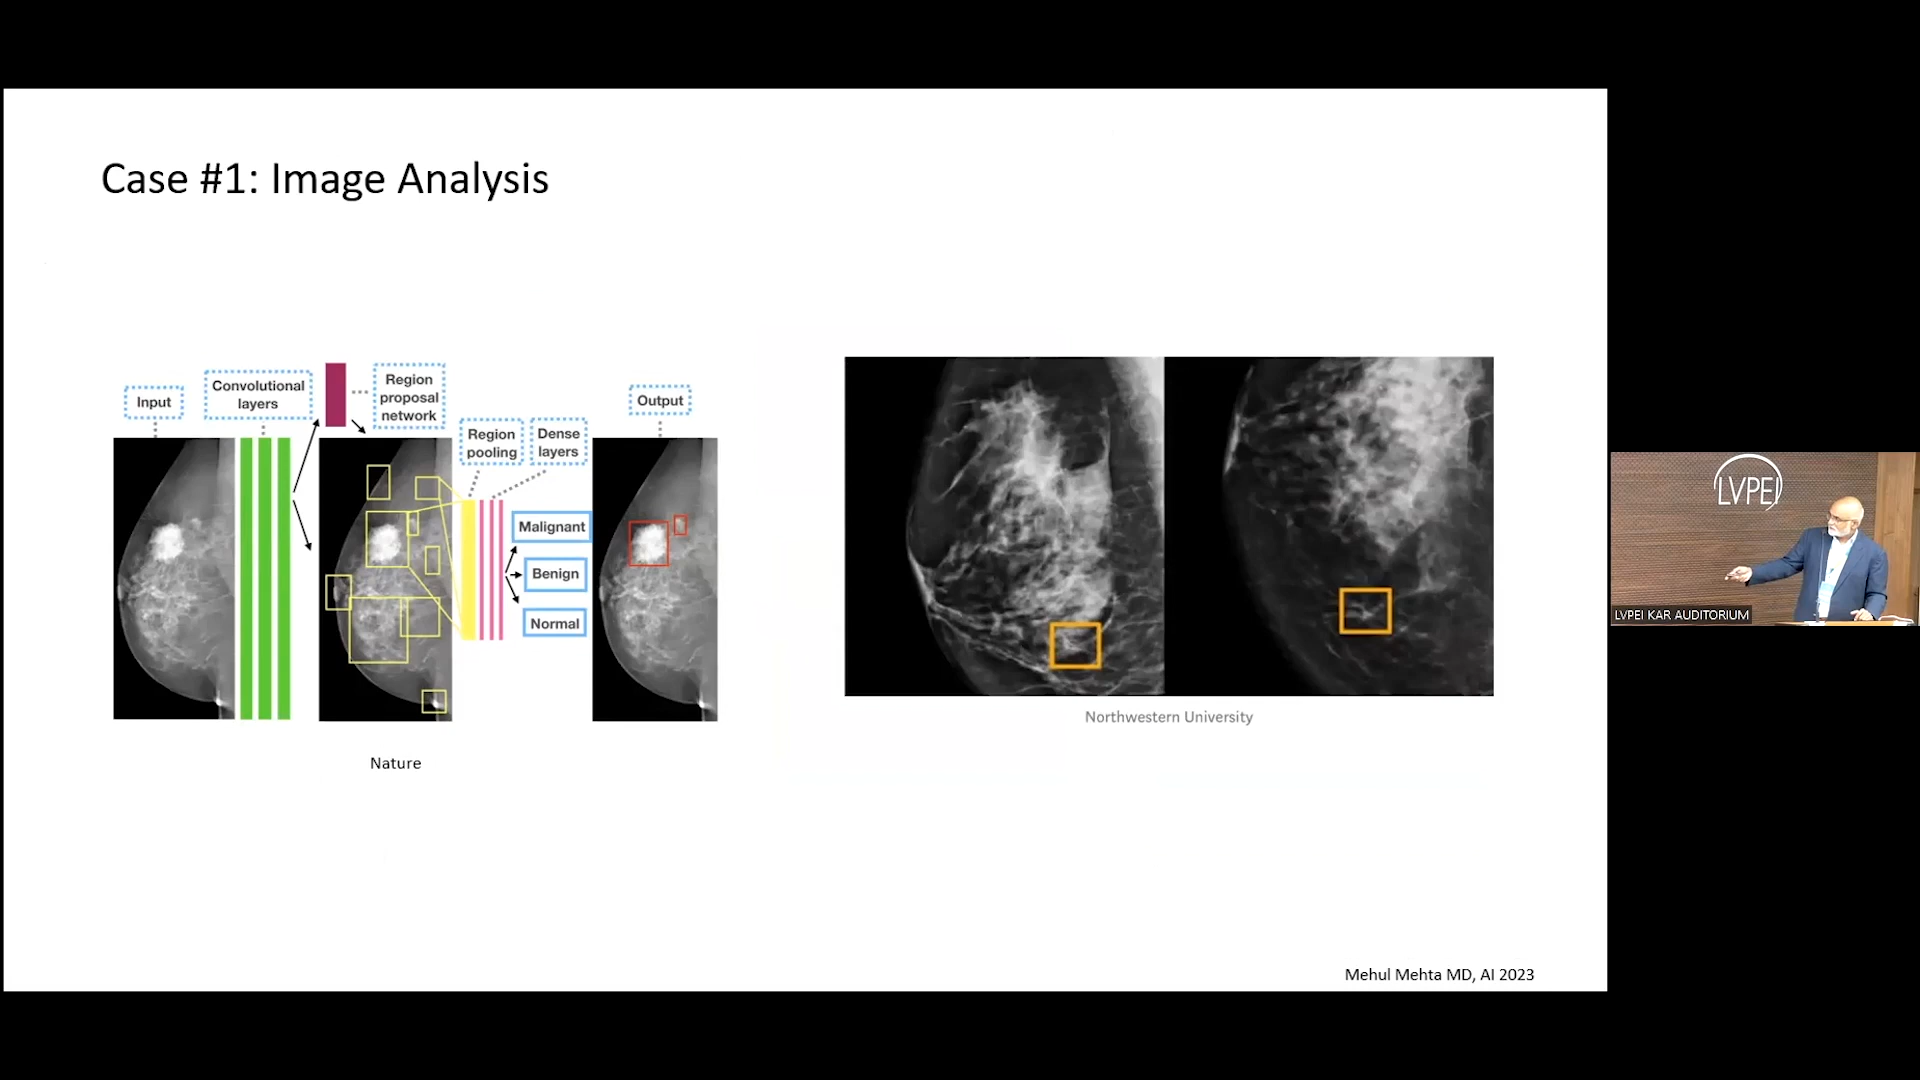 Case #1: Image Analysis
Input
Convolutional
layers
Region
proposal
network
Region
pooling
Dense
layers
Output
Malignant
Benign
Normal
Nature
Northwestern University
Mehul Mehta MD, AI 2023
LVPEI
LVPEI KAR AUDITORIUM